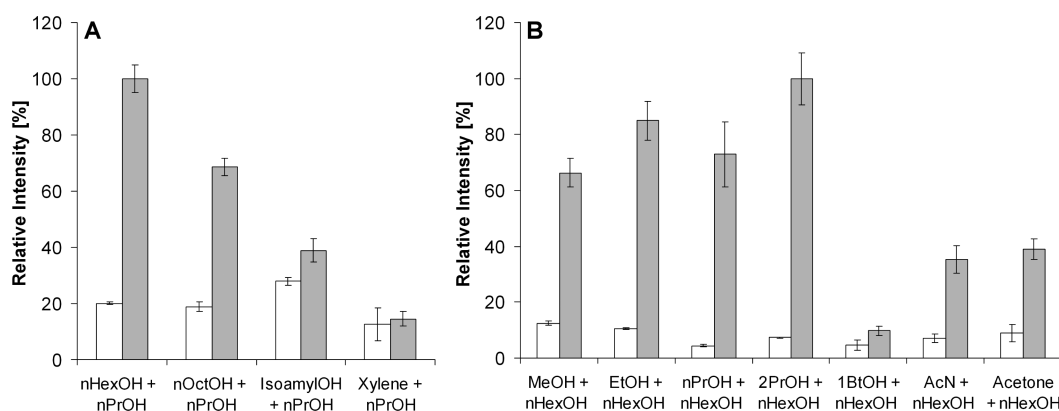 A
Relative Intensity [%]
120
100
80
60
40
20
0
nHexOH + nOctOH + IsoamylOH Xylene +
nPrOH nPrOH + nPrOH nPrOH
B
Relative Intensity [%]
120
100
80
60
40
20
0
MeOH + EtOH + nPrOH + 2PrOH + 1BtOH + AcN + Acetone
nHexOH nHexOH nHexOH nHexOH nHexOH nHexOH + nHexOH